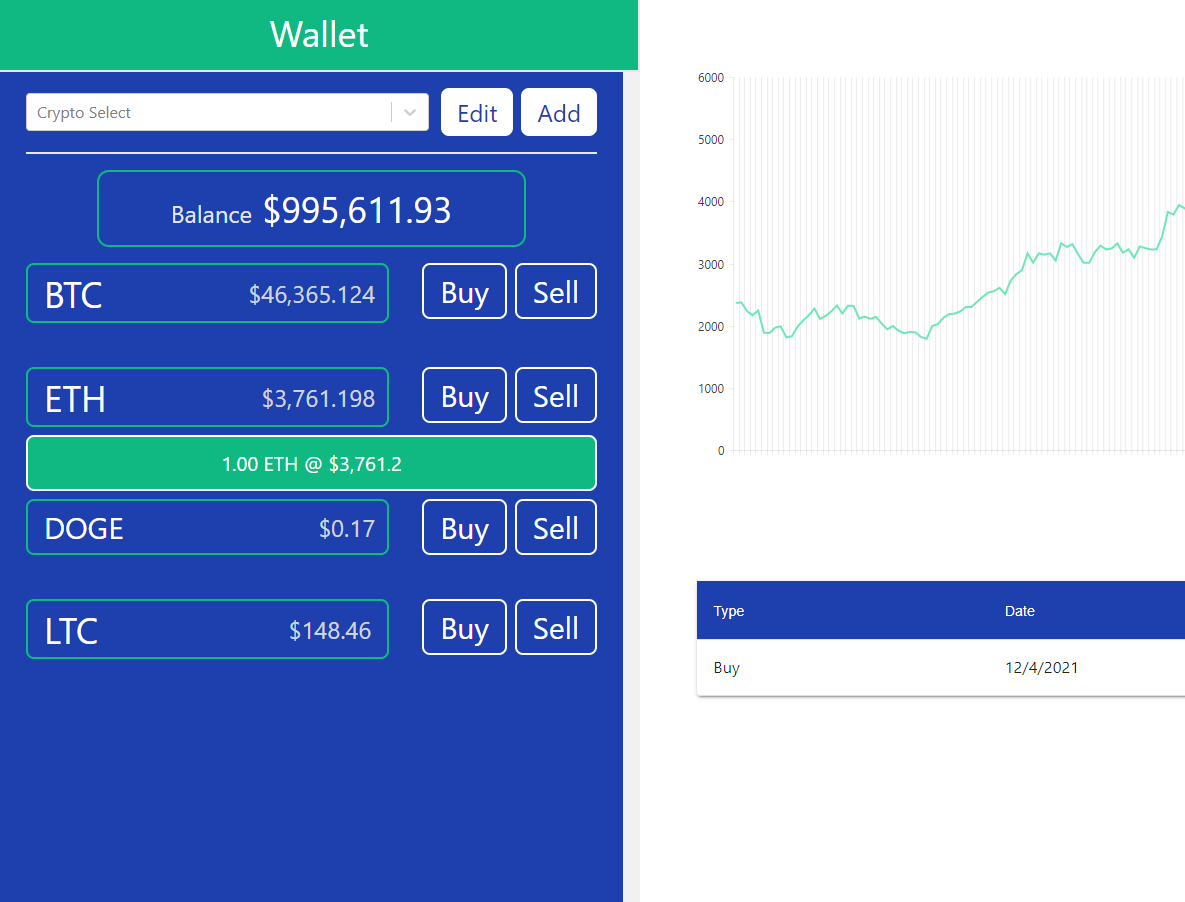 Wallet
Crypto Select
Edit
Add
Balance $995,611.93
BTC $46,365.124 Buy Sell
ETH $3,761.198 Buy Sell
1.00 ETH @ $3,761.2
DOGE $0.17 Buy Sell
LTC $148.46 Buy Sell
6000
5000
4000
3000
2000
1000
0
Type Date
Buy 12/4/2021